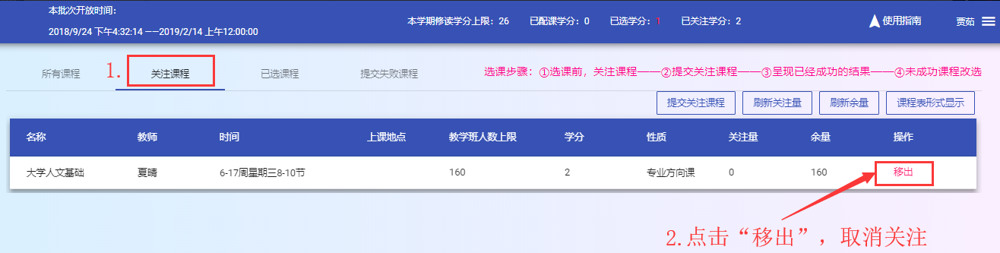 本批次开放时间：
2018/9/24 下午4:32:14 ——2019/2/14 上午12:00:00
本学期修读学分上限：26 已配课学分：0 已选学分：1 已关注学分：2
使用指南
贾茹
所有课程 1. 关注课程 已选课程 提交失败课程
选课步骤：①选课前，关注课程——②提交关注课程——③呈现已经成功的结果——④未成功课程改选
提交关注课程 刷新关注量 刷新余量 课程表形式显示
名称 教师 时间 上课地点 教学班人数上限 学分 性质 关注量 余量 操作
大学人文基础 夏晴 6-17周星期三8-10节 160 2 专业方向课 0 160 移出
2.点击“移出”，取消关注